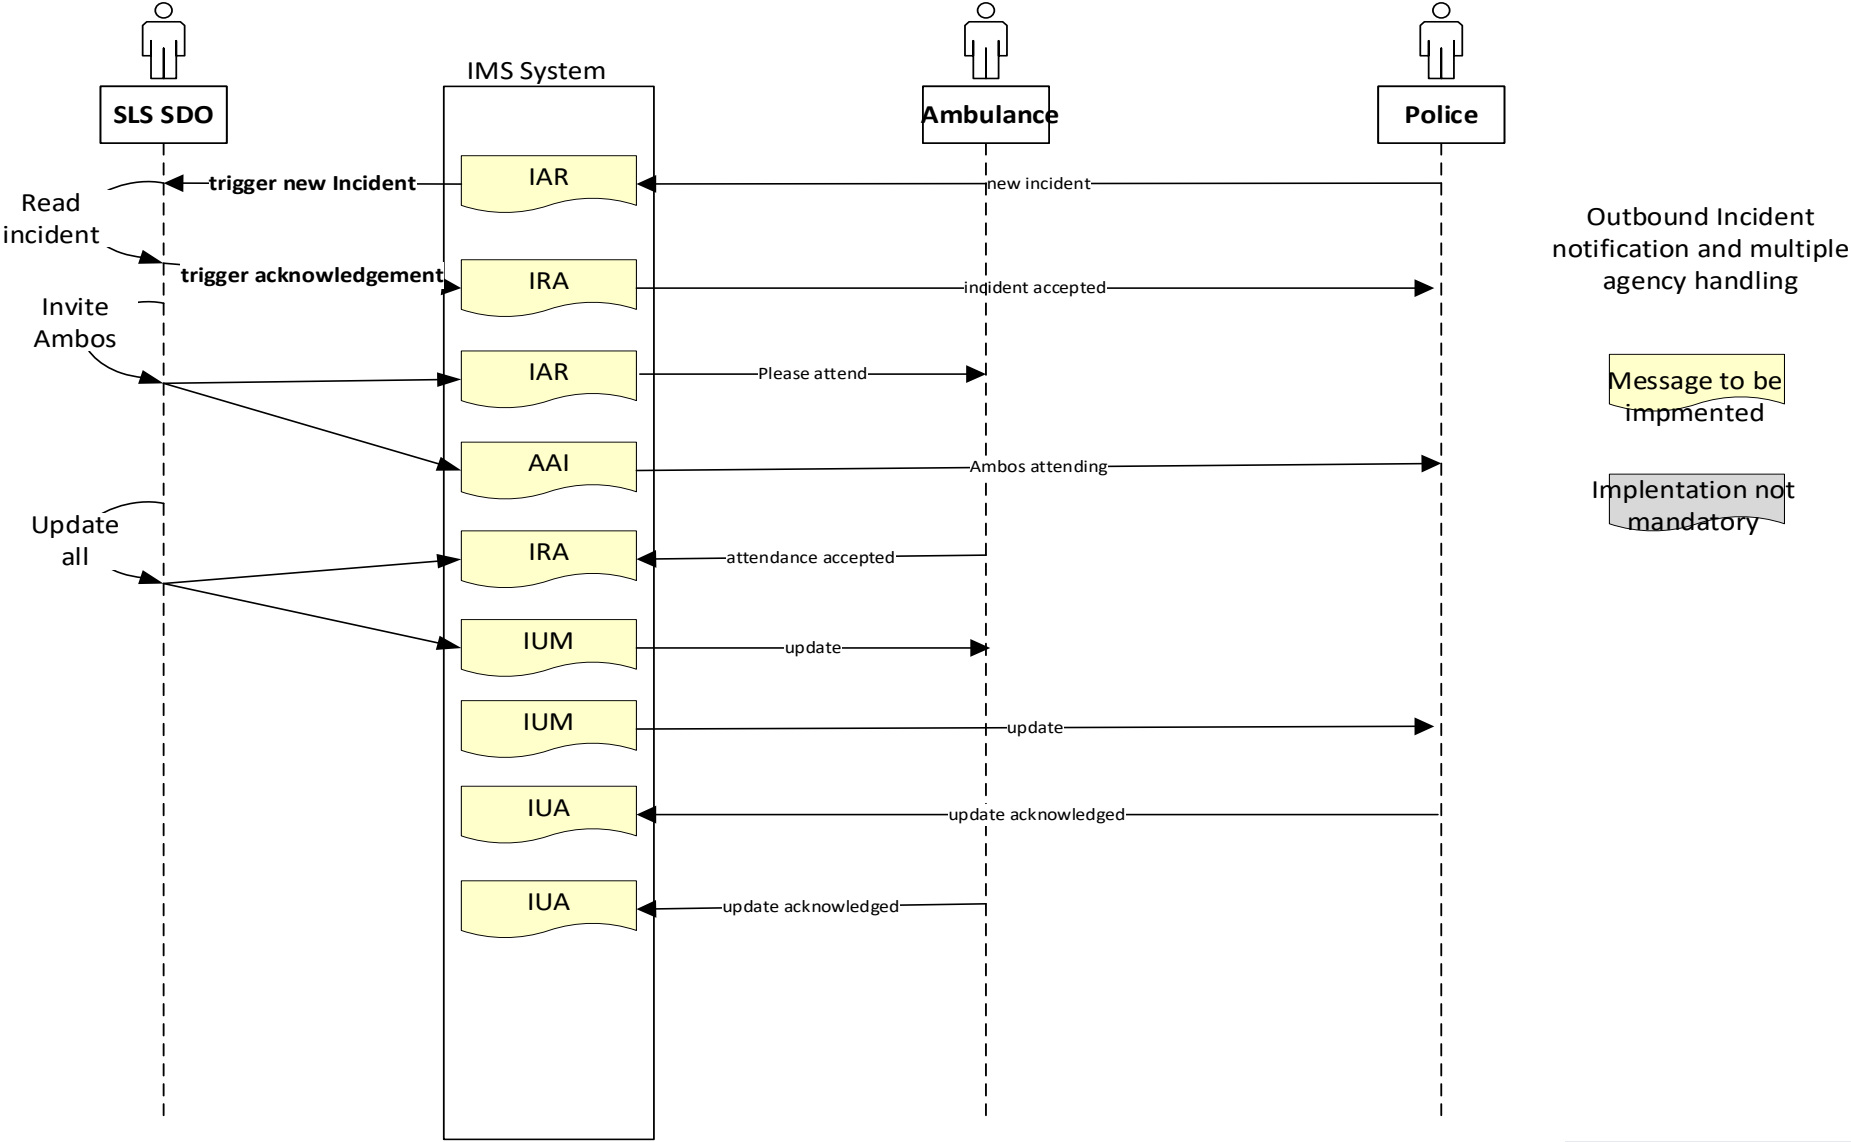 IMS System
SLS SDO
Ambulance
Police
IAR
trigger new Incident
new incident
Read
incident
Outbound Incident
notification and multiple
agency handling
trigger acknowledgement
IRA
incident accepted
Invite
Ambos
IAR
Please attend
Message to be
impmented
AAI
Ambos attending
Implentation not
mandatory
Update
all
IRA
attendance accepted
IUM
update
IUM
update
IUA
update acknowledged
IUA
update acknowledged